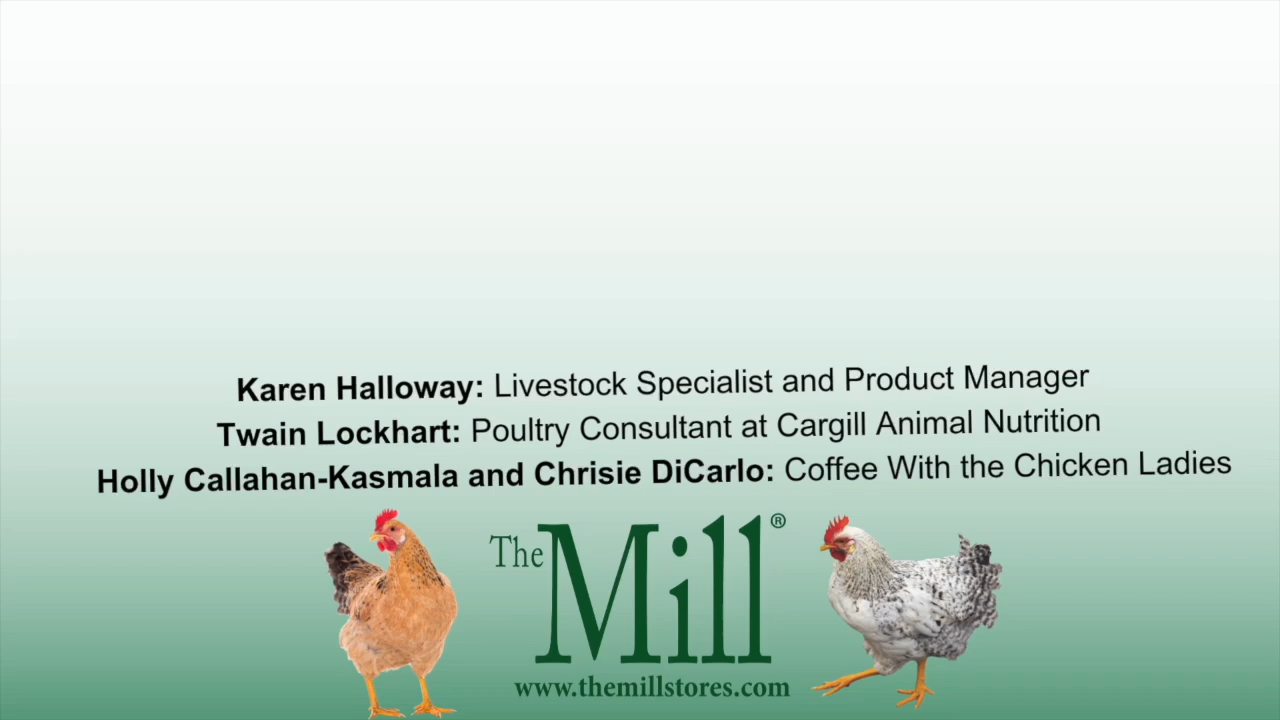 Karen Halloway: Livestock Specialist and Product Manager
Twain Lockhart: Poultry Consultant at Cargill Animal Nutrition
Holly Callahan-Kasmala and Chrisie DiCarlo: Coffee With the Chicken Ladies
The Mill®
www.themillstores.com